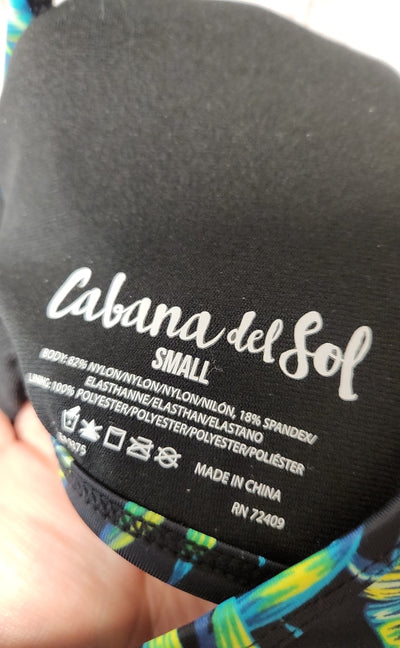 Cabana del Sol
SMALL
BODY: 82% NYLON/NYLON/NYLON/NILÓN, 18% SPANDEX/
ELASTHANNE/ELASTHAN/ELASTANO
LINING: 100% POLYESTER/POLYESTER/POLYESTER/POLIÉSTER
MADE IN CHINA
RN 72409